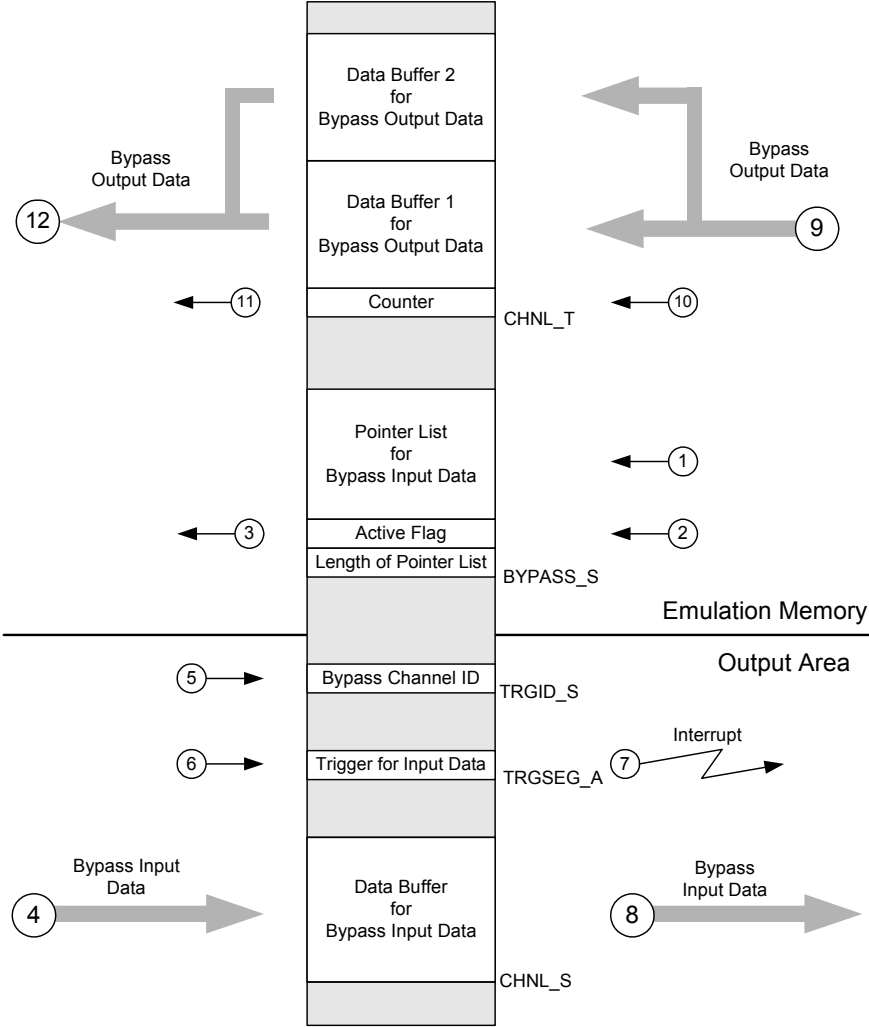 Data Buffer 2
for
Bypass Output Data
Bypass
Output Data
Bypass
Output Data
12
Data Buffer 1
for
Bypass Output Data
9
11
Counter
10
CHNL_T
Pointer List
for
Bypass Input Data
1
3
Active Flag
2
Length of Pointer List
BYPASS_S
Emulation Memory
Output Area
5
Bypass Channel ID
TRGID_S
Interrupt
6
Trigger for Input Data
7
TRGSEG_A
Bypass Input
Data
Bypass
Input Data
4
Data Buffer
for
Bypass Input Data
8
CHNL_S